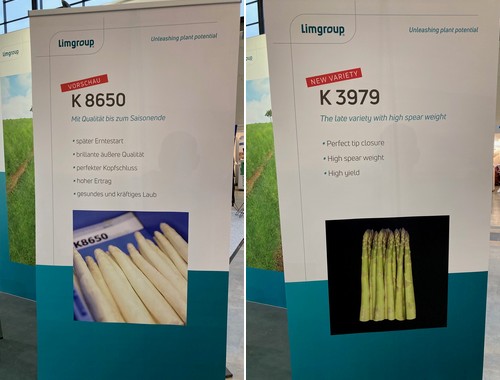 Limgroup
Limgroup
Unleashing plant potential
VORSCHAU
K 8650
Mit Qualität bis zum Saisonende
• später Erntestart
• brillante äußere Qualität
• perfekter Kopfschluss
• hoher Ertrag
• gesundes und kräftiges Laub
K8650
Limgroup
Unleashing plant potential
NEW VARIETY
K 3979
The late variety with high spear weight
• Perfect tip closure
• High spear weight
• High yield